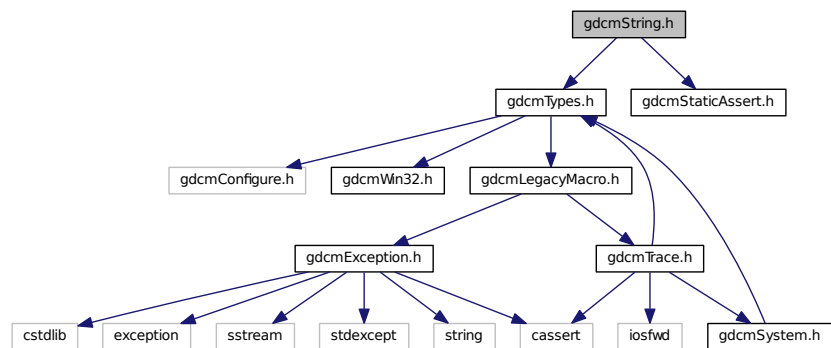 gdcmString.h
gdcmTypes.h
gdcmStaticAssert.h
gdcmConfigure.h
gdcmWin32.h
gdcmLegacyMacro.h
gdcmException.h
gdcmTrace.h
cstdlib
exception
sstream
stdexcept
string
cassert
iosfwd
gdcmSystem.h